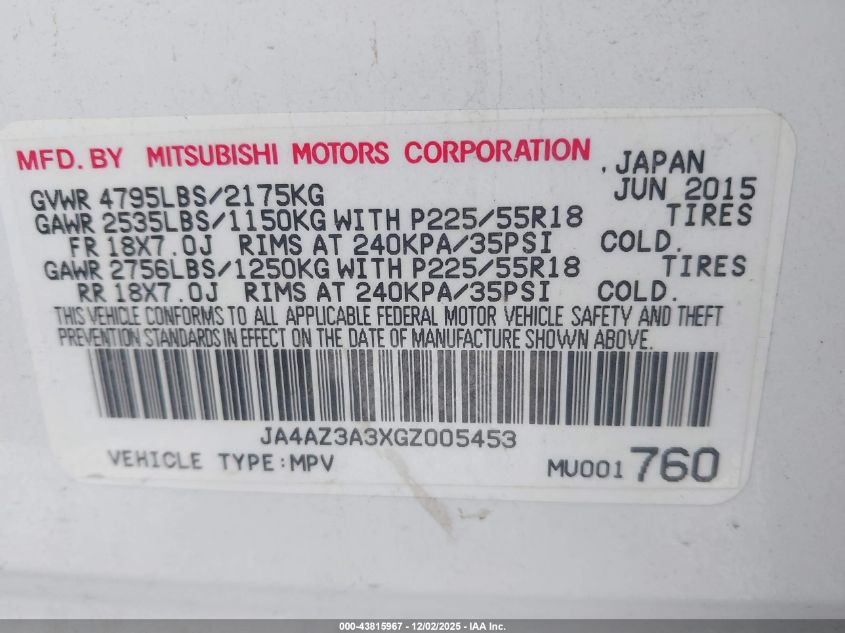 MFD. BY MITSUBISHI MOTORS CORPORATION , JAPAN
GVWR 4795LBS/2175KG JUN 2015
GAWR 2535LBS/1150KG WITH P225/55R18 TIRES
FR 18X7.0J RIMS AT 240KPA/35PSI COLD.
GAWR 2756LBS/1250KG WITH P225/55R18 TIRES
RR 18X7.0J RIMS AT 240KPA/35PSI COLD.
THIS VEHICLE CONFORMS TO ALL APPLICABLE FEDERAL MOTOR VEHICLE SAFETY AND THEFT
PREVENTION STANDARDS IN EFFECT ON THE DATE OF MANUFACTURE SHOWN ABOVE.
JA4AZ3A3XGZ005453
VEHICLE TYPE:MPV MU001760
000-43815967 - 12/02/2025 - IAA Inc.